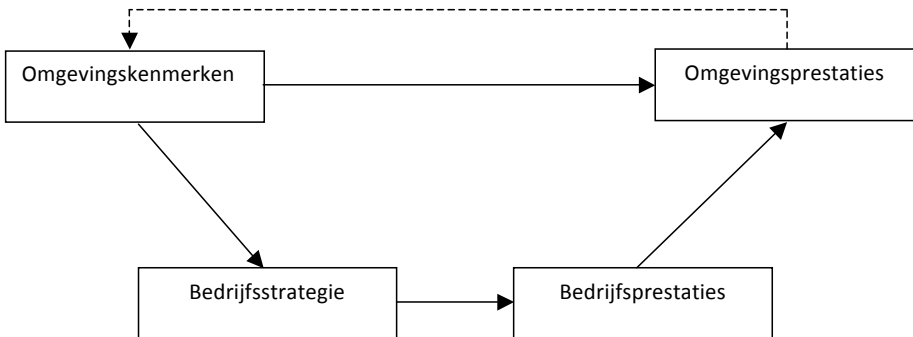 Omgevingskenmerken
Omgevingsprestaties
Bedrijfsstrategie
Bedrijfsprestaties